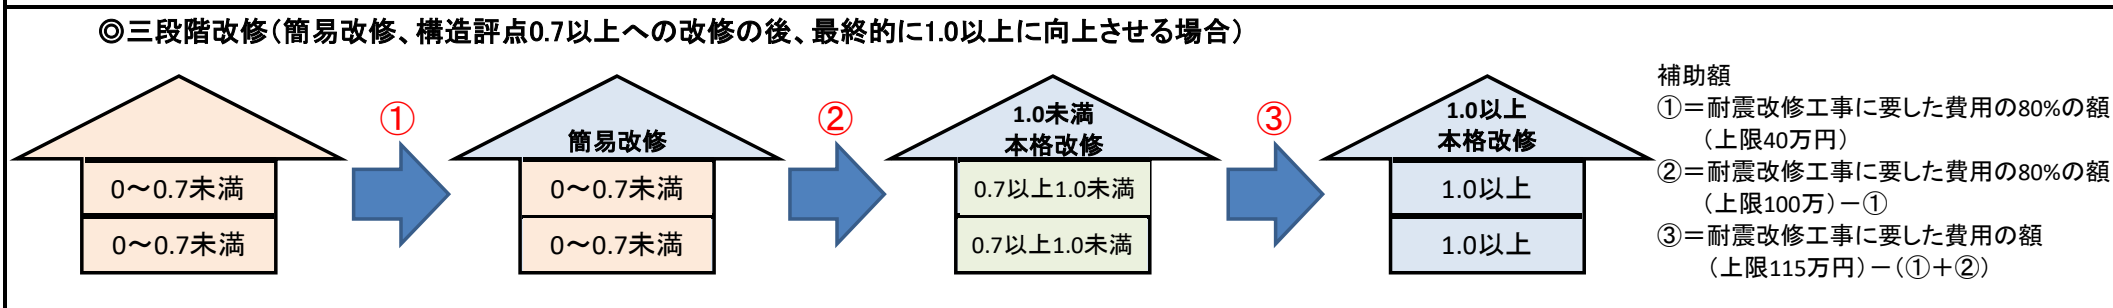 ◎三段階改修(簡易改修、構造評点0.7以上への改修の後、最終的に1.0以上に向上させる場合)
0～0.7未満
0～0.7未満
①
簡易改修
0～0.7未満
0～0.7未満
②
1.0未満
本格改修
0.7以上1.0未満
0.7以上1.0未満
③
1.0以上
本格改修
1.0以上
1.0以上
補助額
①＝耐震改修工事に要した費用の80%の額
（上限40万円）
②＝耐震改修工事に要した費用の80%の額
（上限100万）－①
③＝耐震改修工事に要した費用の額
（上限115万円）－（①＋②）